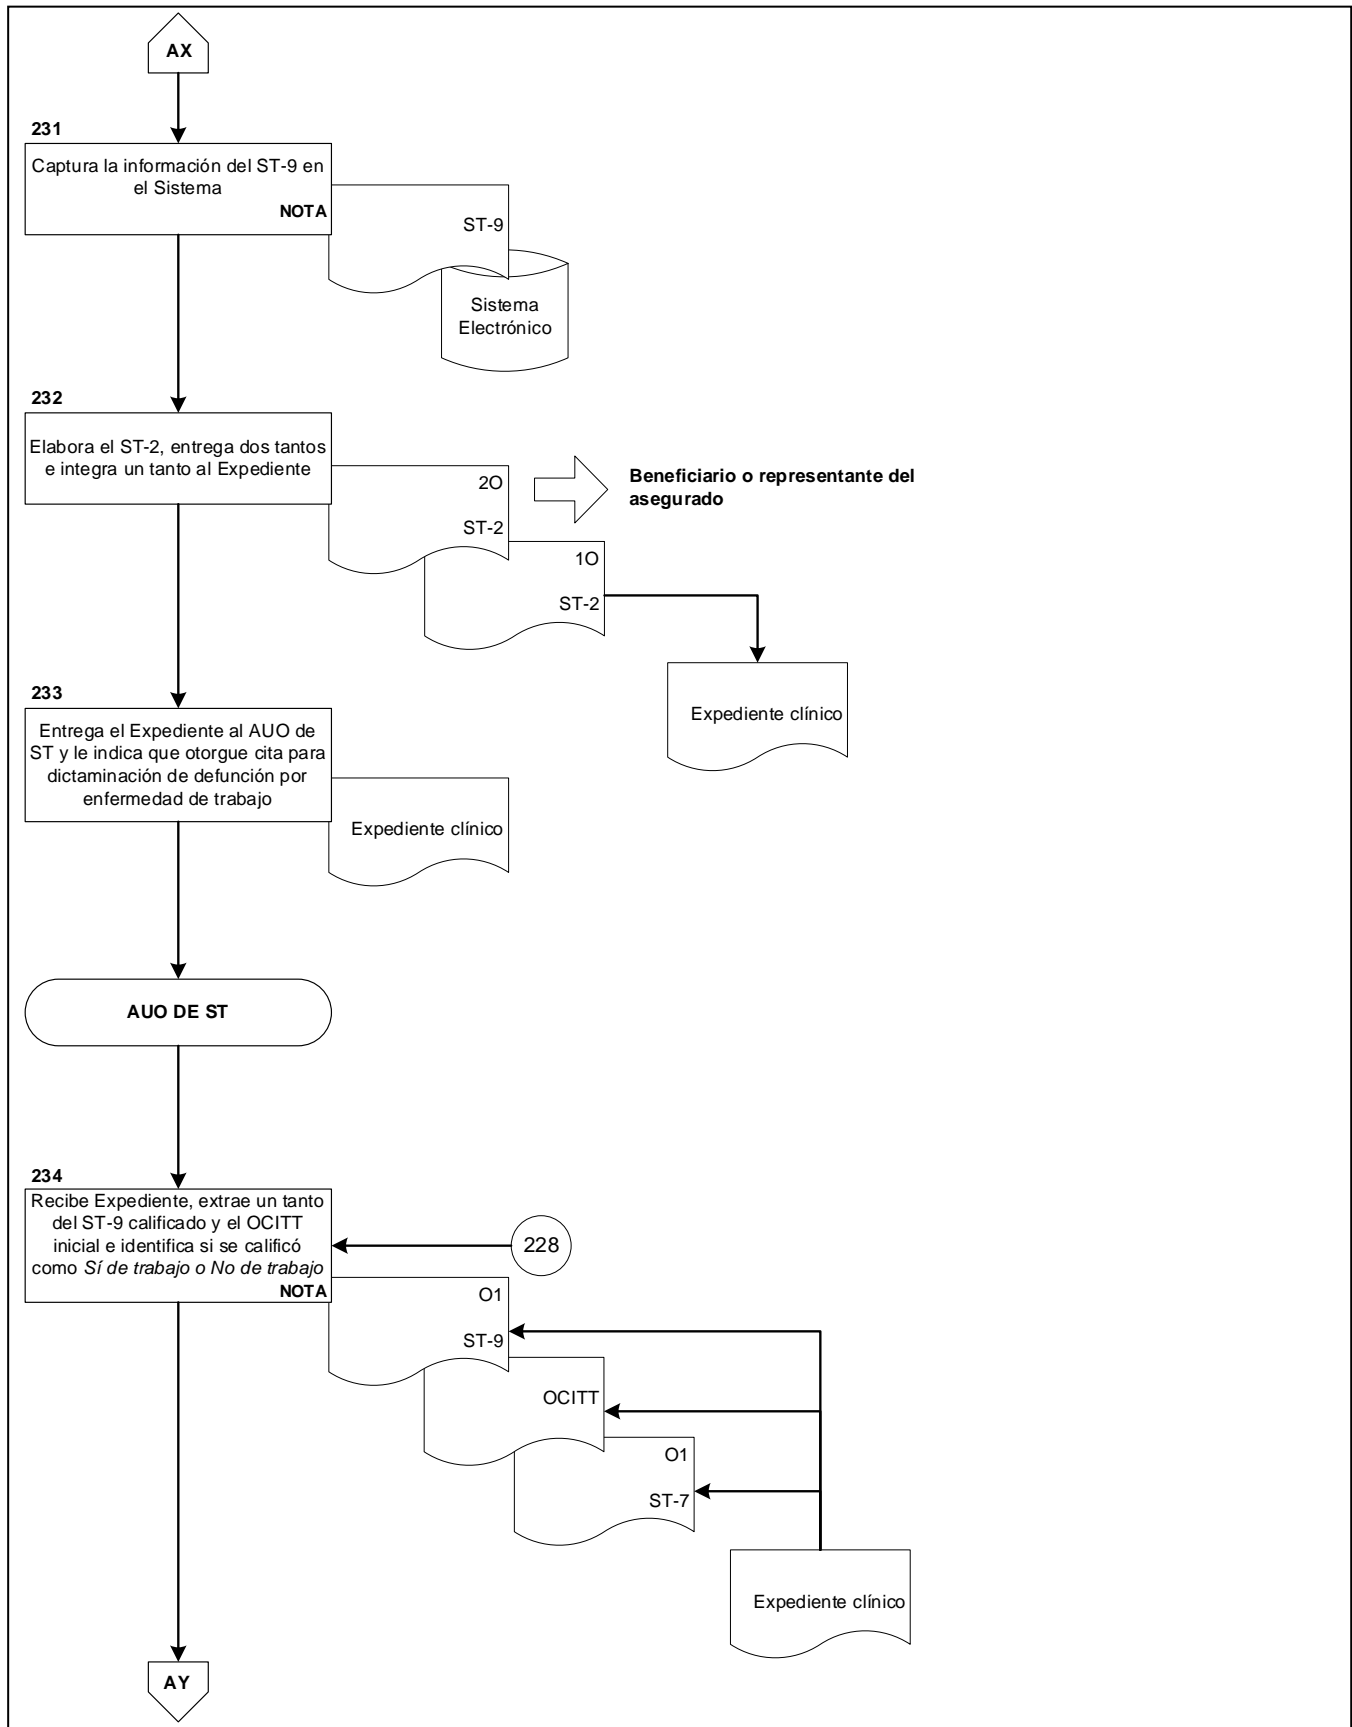 AX
231
Captura la información del ST-9 en
el Sistema
NOTA
ST-9
Sistema
Electrónico
232
Elabora el ST-2, entrega dos tantos
e integra un tanto al Expediente
2O
ST-2
Beneficiario o representante del
asegurado
1O
ST-2
Expediente clínico
233
Entrega el Expediente al AUO de
ST y le indica que otorgue cita para
dictaminación de defunción por
enfermedad de trabajo
Expediente clínico
AUO DE ST
234
Recibe Expediente, extrae un tanto
del ST-9 calificado y el OCITT
inicial e identifica si se calificó
como Sí de trabajo o No de trabajo
NOTA
228
O1
ST-9
OCITT
O1
ST-7
Expediente clínico
AY